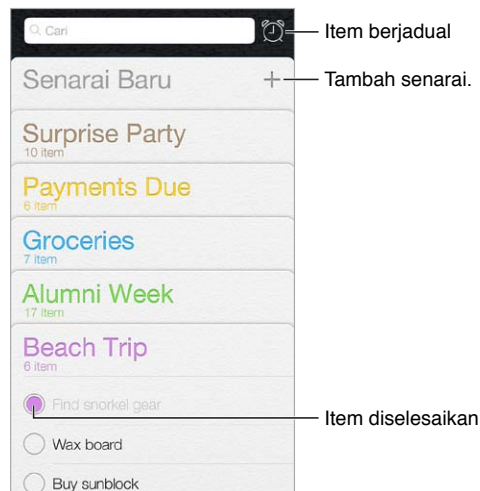 Cari
Item berjadual
Senarai Baru
Tambah senarai.
Surprise Party
10 item
Payments Due
6 item
Groceries
7 item
Alumni Week
17 item
Beach Trip
6 item
Find snorkel gear
Item diselesaikan
Wax board
Buy sunblock